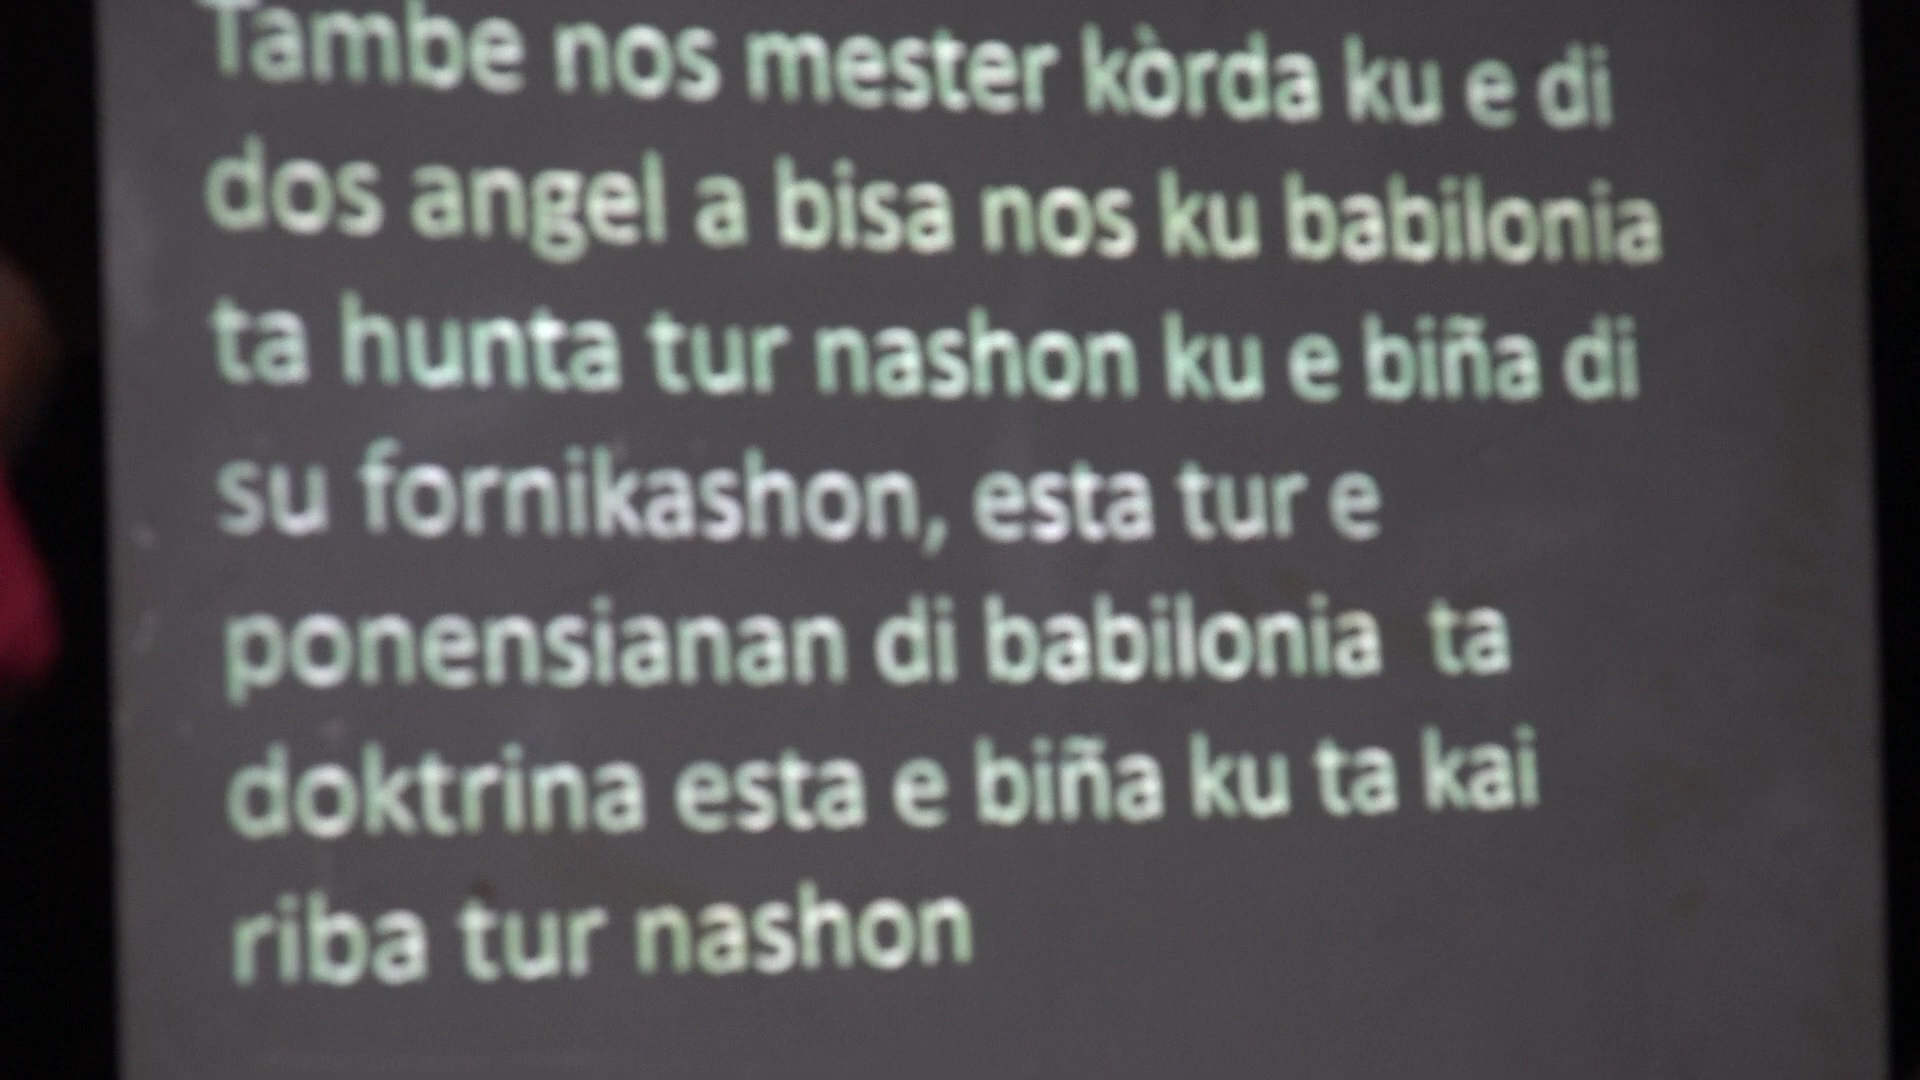 Tambe nos mester kòrda ku e di
dos angel a bisa nos ku babilonia
ta hunta tur nashon ku e biña di
su fornikashon, esta tur e
ponensianan di babilonia ta
doktrina esta e biña ku ta kai
riba tur nashon